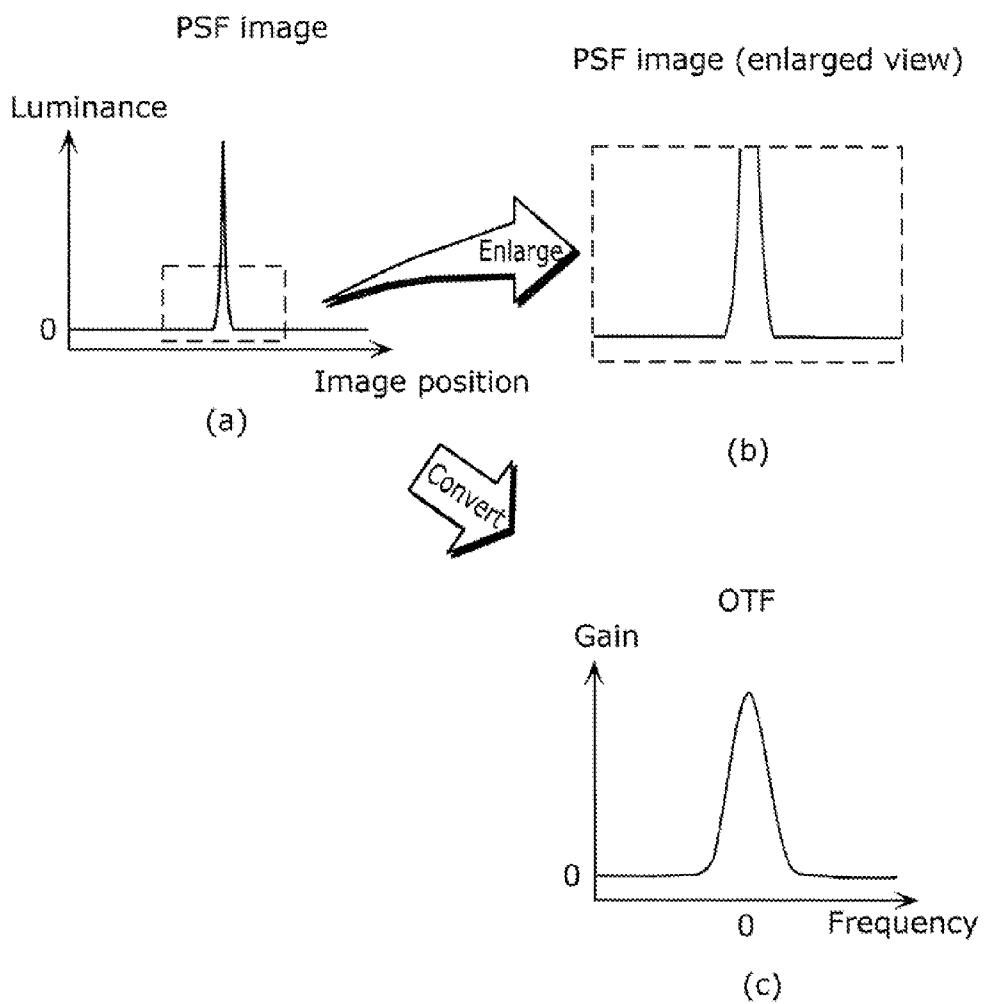 PSF image
PSF image (enlarged view)
Luminance
Enlarge
0
Image position
(a)
(b)
Convert
OTF
Gain
0
0
Frequency
(c)